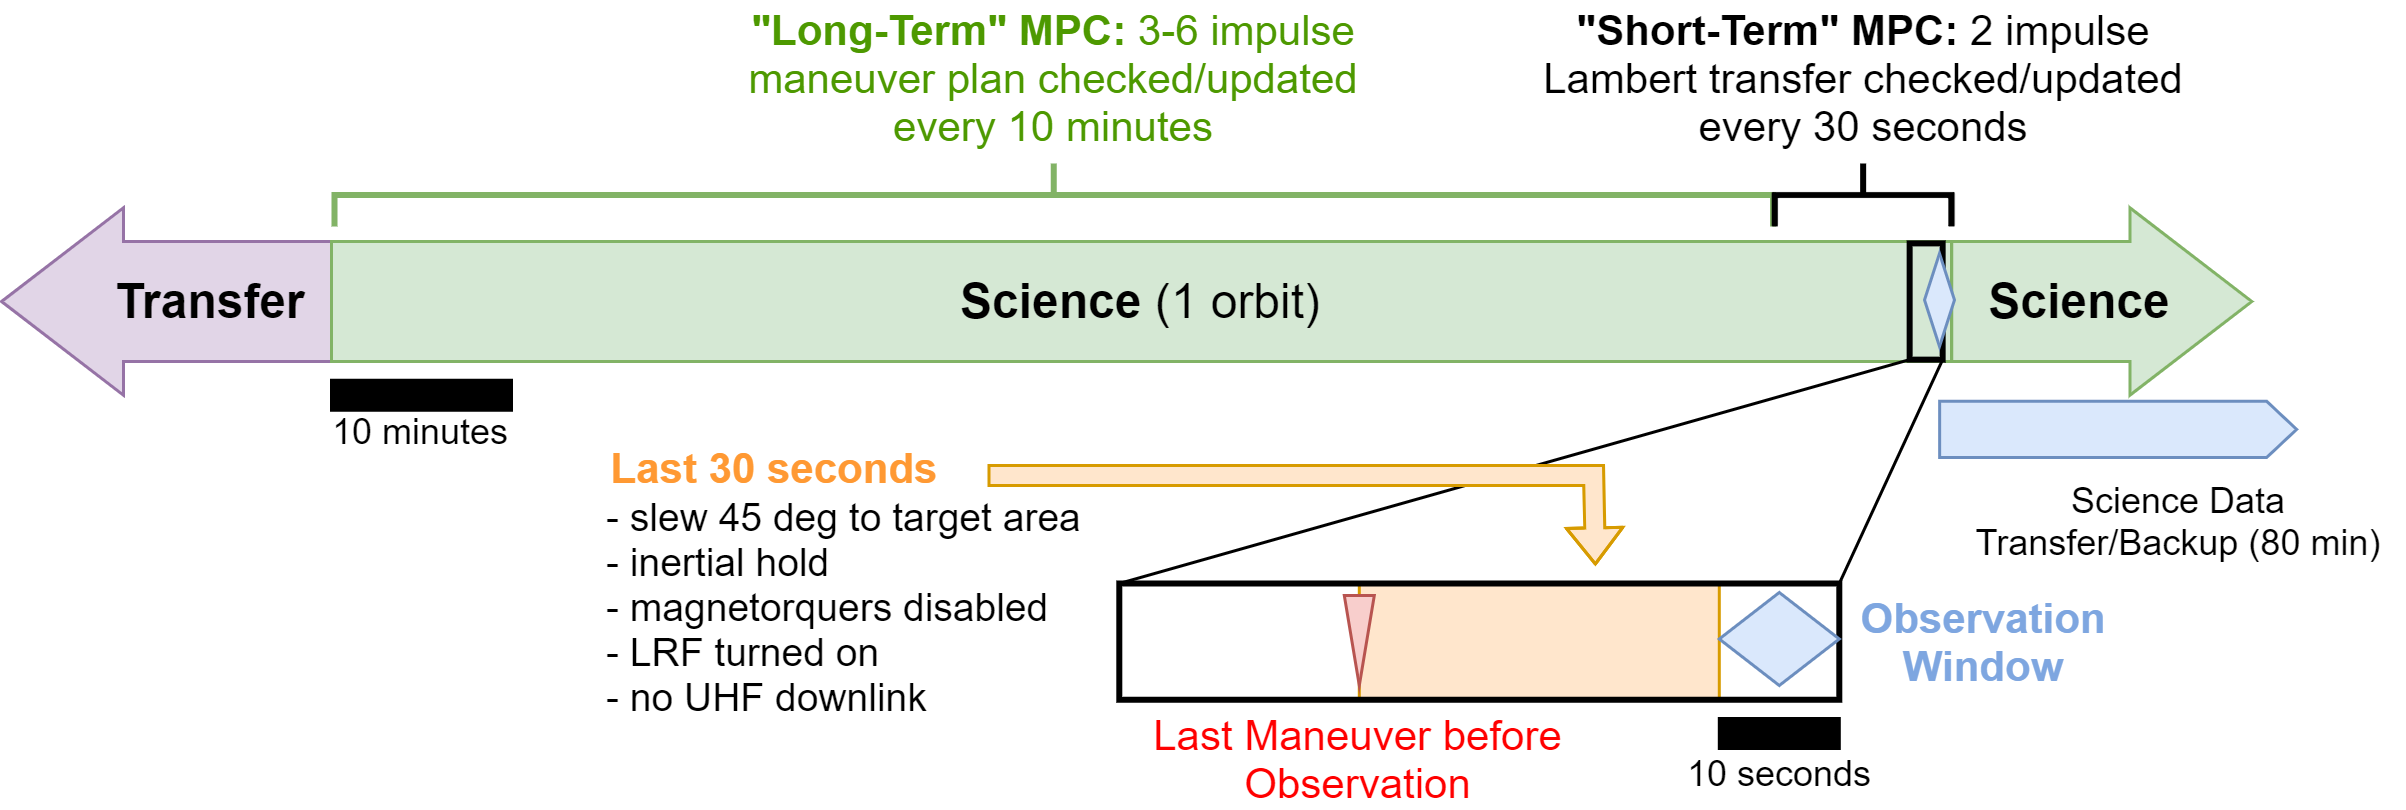 "Long-Term" MPC: 3-6 impulse
maneuver plan checked/updated
every 10 minutes
"Short-Term" MPC: 2 impulse
Lambert transfer checked/updated
every 30 seconds
Transfer
Science (1 orbit)
Science
10 minutes
Last 30 seconds
- slew 45 deg to target area
- inertial hold
- magnetorquers disabled
- LRF turned on
- no UHF downlink
Science Data
Transfer/Backup (80 min)
Observation
Window
Last Maneuver before
Observation
10 seconds